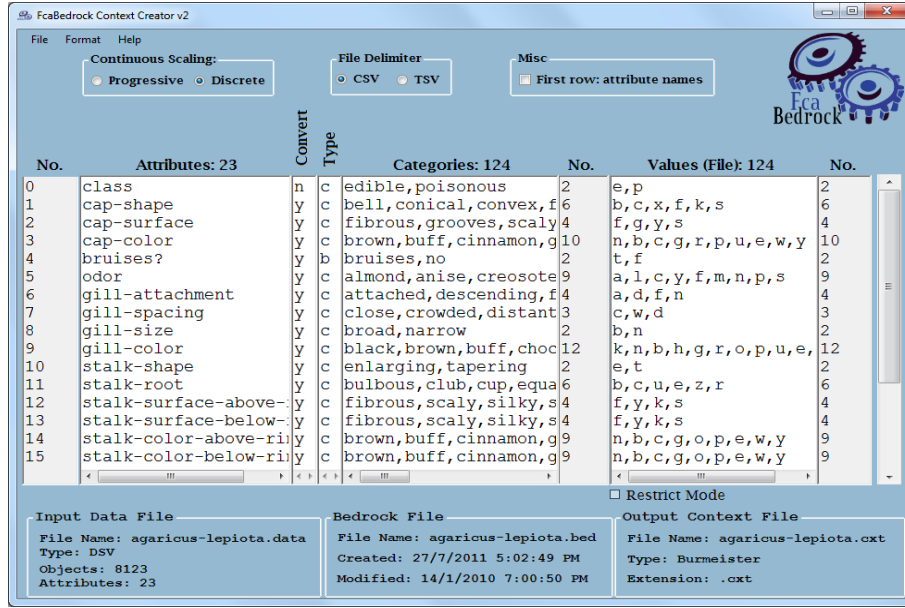 FcaBedrock Context Creator v2
File Format Help
Continuous Scaling: File Delimiter Misc
Progressive Discrete CSV TSV First row: attribute names
Fca
Bedrock
No. Attributes: 23 Convert Type Categories: 124 No. Values (File): 124 No.
0 class n c edible,poisonous 2 e,p 2
1 cap-shape y c bell,conical,convex,f 6 b,c,x,f,k,s 6
2 cap-surface y c fibrous,grooves,scaly 4 f,g,y,s 4
3 cap-color y c brown,buff,cinnamon,g 10 n,b,c,g,r,p,u,e,w,y 10
4 bruises? y b bruises,no 2 t,f 2
5 odor y c almond,anise,creosote 9 a,l,c,y,f,m,n,p,s 9
6 gill-attachment y c attached,descending,f 4 a,d,f,n 4
7 gill-spacing y c close,crowded,distant 3 c,w,d 3
8 gill-size y c broad,narrow 2 b,n 2
9 gill-color y c black,brown,buff,choc 12 k,n,b,h,g,r,o,p,u,e, 12
10 stalk-shape y c enlarging,tapering 2 e,t 2
11 stalk-root y c bulbous,club,cup,equa 6 b,c,u,e,z,r 6
12 stalk-surface-above- y c fibrous,scaly,silky,s 4 f,y,k,s 4
13 stalk-surface-below- y c fibrous,scaly,silky,s 4 f,y,k,s 4
14 stalk-color-above-ri y c brown,buff,cinnamon,g 9 n,b,c,g,o,p,e,w,y 9
15 stalk-color-below-ri y c brown,buff,cinnamon,g 9 n,b,c,g,o,p,e,w,y 9
Restrict Mode
Input Data File Bedrock File Output Context File
File Name: agaricus-lepiota.data File Name: agaricus-lepiota.bed File Name: agaricus-lepiota.cxt
Type: DSV Created: 27/7/2011 5:02:49 PM Type: Burmeister
Objects: 8123
Attributes: 23 Modified: 14/1/2010 7:00:50 PM Extension: .cxt